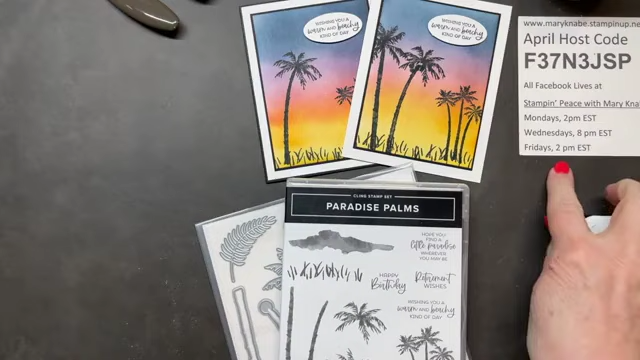 WISHING YOU A
warm and beachy
KIND OF DAY
WISHING YOU A
warm and beachy
KIND OF DAY
www.maryknabe.stampinup.ne
April Host Code
F37N3JSP
All Facebook Lives at
Stampin' Peace with Mary Kna
Mondays, 2pm EST
Wednesdays, 8 pm EST
Fridays, 2 pm EST
CLING STAMP SET
PARADISE PALMS
HOPE YOU
FIND A
little paradise
WHEREVER
YOU MAY BE
HAPPY
Birthday
Retirement
WISHES
WISHING YOU A
warm and beachy
KIND OF DAY